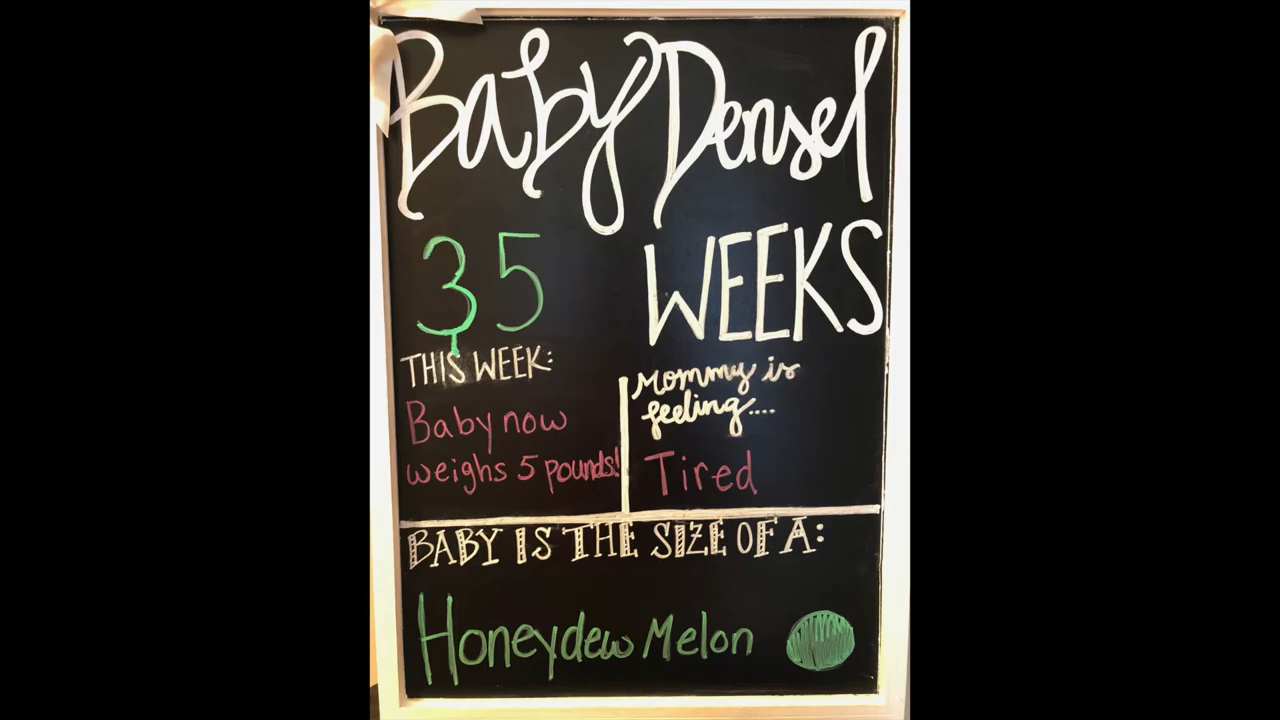 Baby Densel
35 WEEKS
THIS WEEK:
Baby now
weighs 5 pounds!
Mommy is
feeling....
Tired
BABY IS THE SIZE OF A:
Honeydew Melon